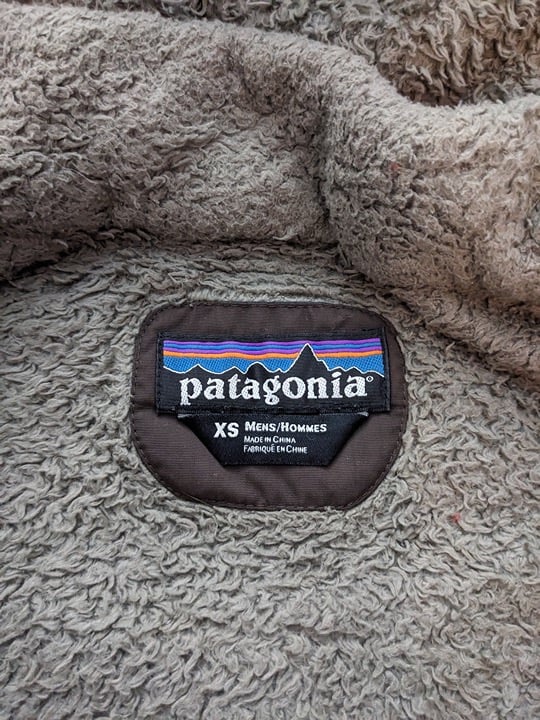 patagonia®
XS MENS/HOMMES
MADE IN CHINA
FABRIQUÉ EN CHINE